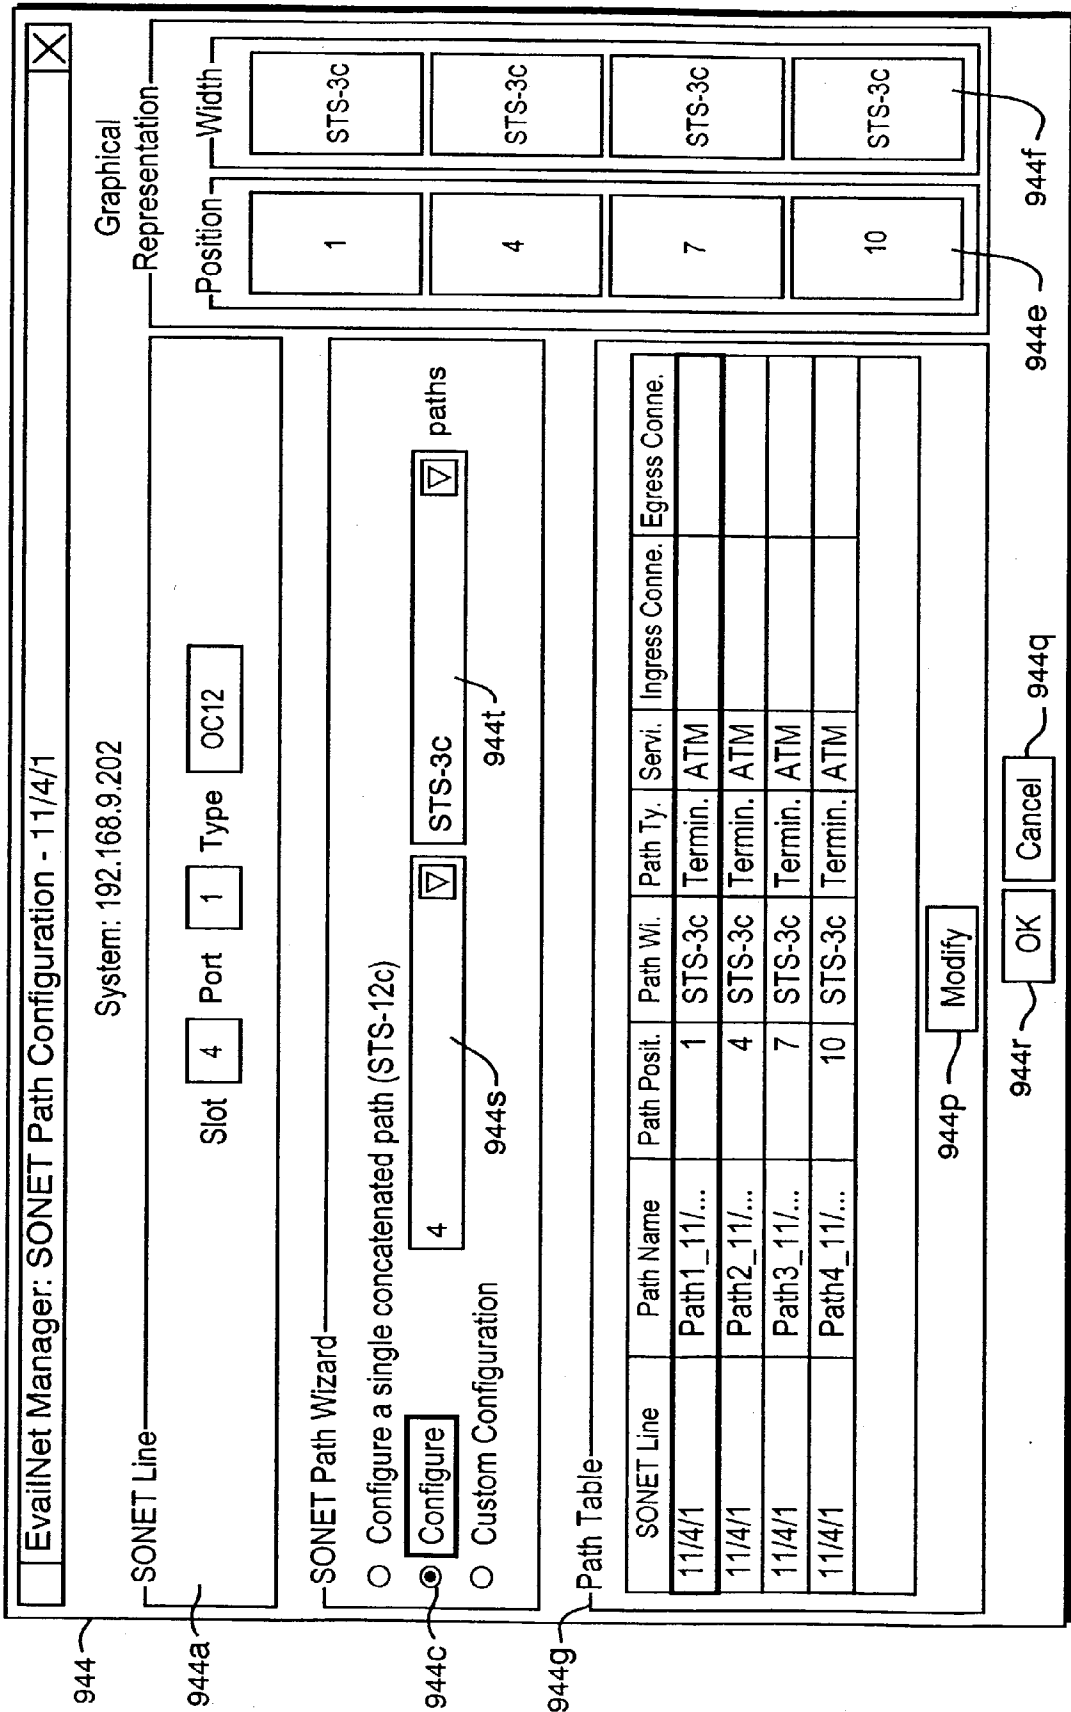 EvailNet Manager: SONET Path Configuration - 11/4/1
944
System: 192.168.9.202
SONET Line
944a
Slot 4 Port 1 Type OC12
SONET Path Wizard
Configure a single concatenated path (STS-12c)
944c
Configure 4 STS-3C paths
944s
944t
Custom Configuration
944g
Path Table
SONET Line Path Name Path Posit. Path Wi. Path Ty. Servi. Ingress Conne. Egress Conne.
11/4/1 Path1_11/... 1 STS-3c Termin. ATM
11/4/1 Path2_11/... 4 STS-3c Termin. ATM
11/4/1 Path3_11/... 7 STS-3c Termin. ATM
11/4/1 Path4_11/... 10 STS-3c Termin. ATM
944p
Modify
944r
OK
Cancel
944q
Graphical
Representation
Position Width
1 STS-3c
4 STS-3c
7 STS-3c
10 STS-3c
944e
944f